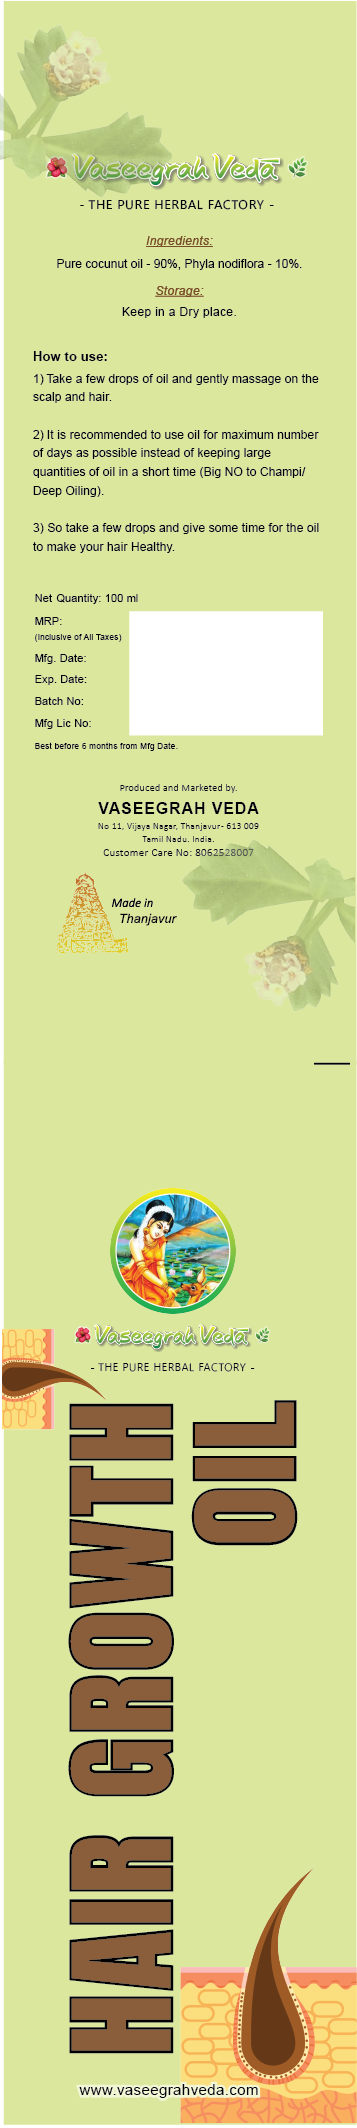 Vaseegrah Veda
- THE PURE HERBAL FACTORY -
Ingredients:
Pure cocunut oil - 90%, Phyla nodiflora - 10%.
Storage:
Keep in a Dry place.
How to use:
1) Take a few drops of oil and gently massage on the
scalp and hair.
2) It is recommended to use oil for maximum number
of days as possible instead of keeping large
quantities of oil in a short time (Big NO to Champi/
Deep Oiling).
3) So take a few drops and give some time for the oil
to make your hair Healthy.
Net Quantity: 100 ml
MRP:
(Inclusive of All Taxes)
Mfg. Date:
Exp. Date:
Batch No:
Mfg Lic No:
Best before 6 months from Mfg Date.
Produced and Marketed by.
VASEEGRAH VEDA
No 11, Vijaya Nagar, Thanjavur- 613 009
Tamil Nadu. India.
Customer Care No: 8062528007
Made in
Thanjavur
Vaseegrah Veda
- THE PURE HERBAL FACTORY -
HAIR GROWTH
OIL
www.vaseegrahveda.com